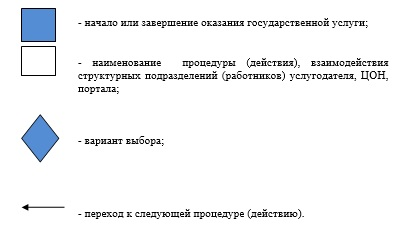 - начало или завершение оказания государственной услуги;
- наименование процедуры (действия), взаимодействия
структурных подразделений (работников) услугодателя, ЦОН,
портала;
- вариант выбора;
- переход к следующей процедуре (действию).